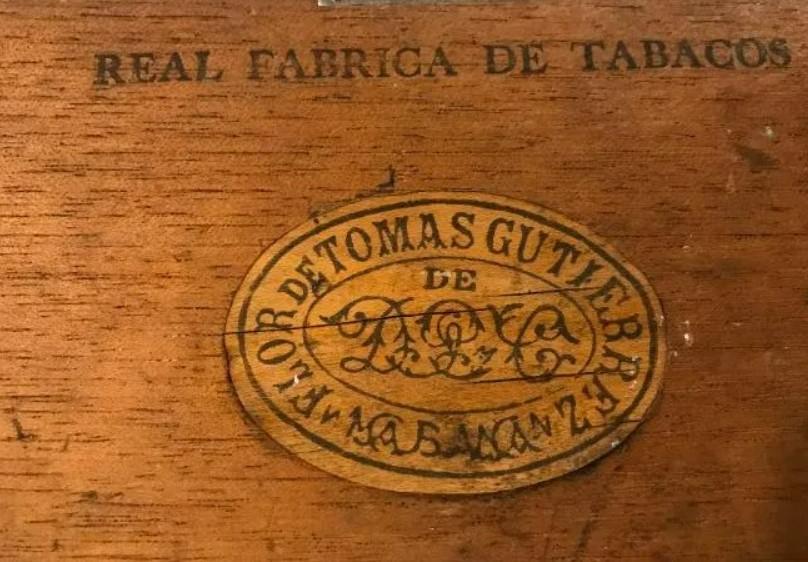 REAL FABRICA DE TABACOS
FLOR DE TOMAS GUTIERREZ
DE
HABANA